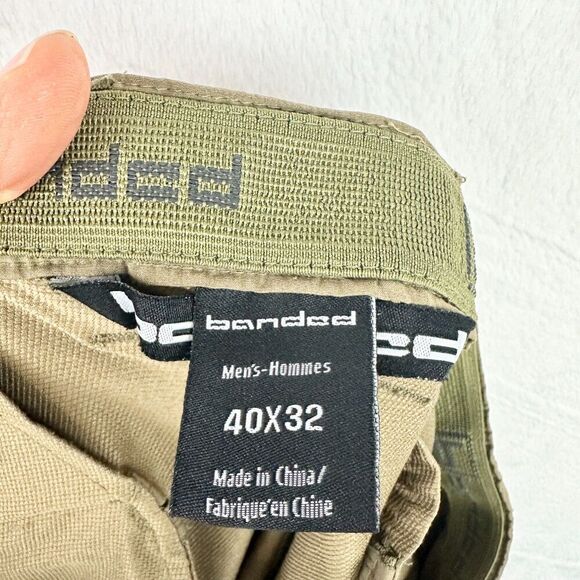 banded
Men's-Hommes
40X32
Made in China/
Fabrique'en Chine